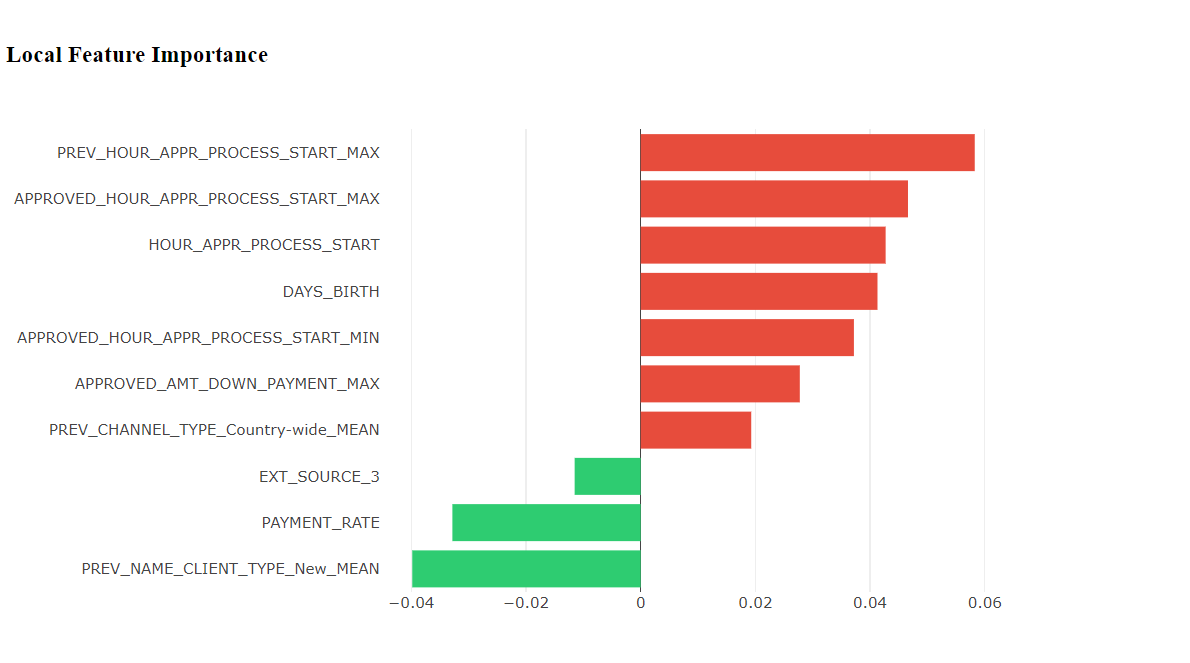 Local Feature Importance
PREV_HOUR_APPR_PROCESS_START_MAX
APPROVED_HOUR_APPR_PROCESS_START_MAX
HOUR_APPR_PROCESS_START
DAYS_BIRTH
APPROVED_HOUR_APPR_PROCESS_START_MIN
APPROVED_AMT_DOWN_PAYMENT_MAX
PREV_CHANNEL_TYPE_Country-wide_MEAN
EXT_SOURCE_3
PAYMENT_RATE
PREV_NAME_CLIENT_TYPE_New_MEAN
−0.04 −0.02 0 0.02 0.04 0.06